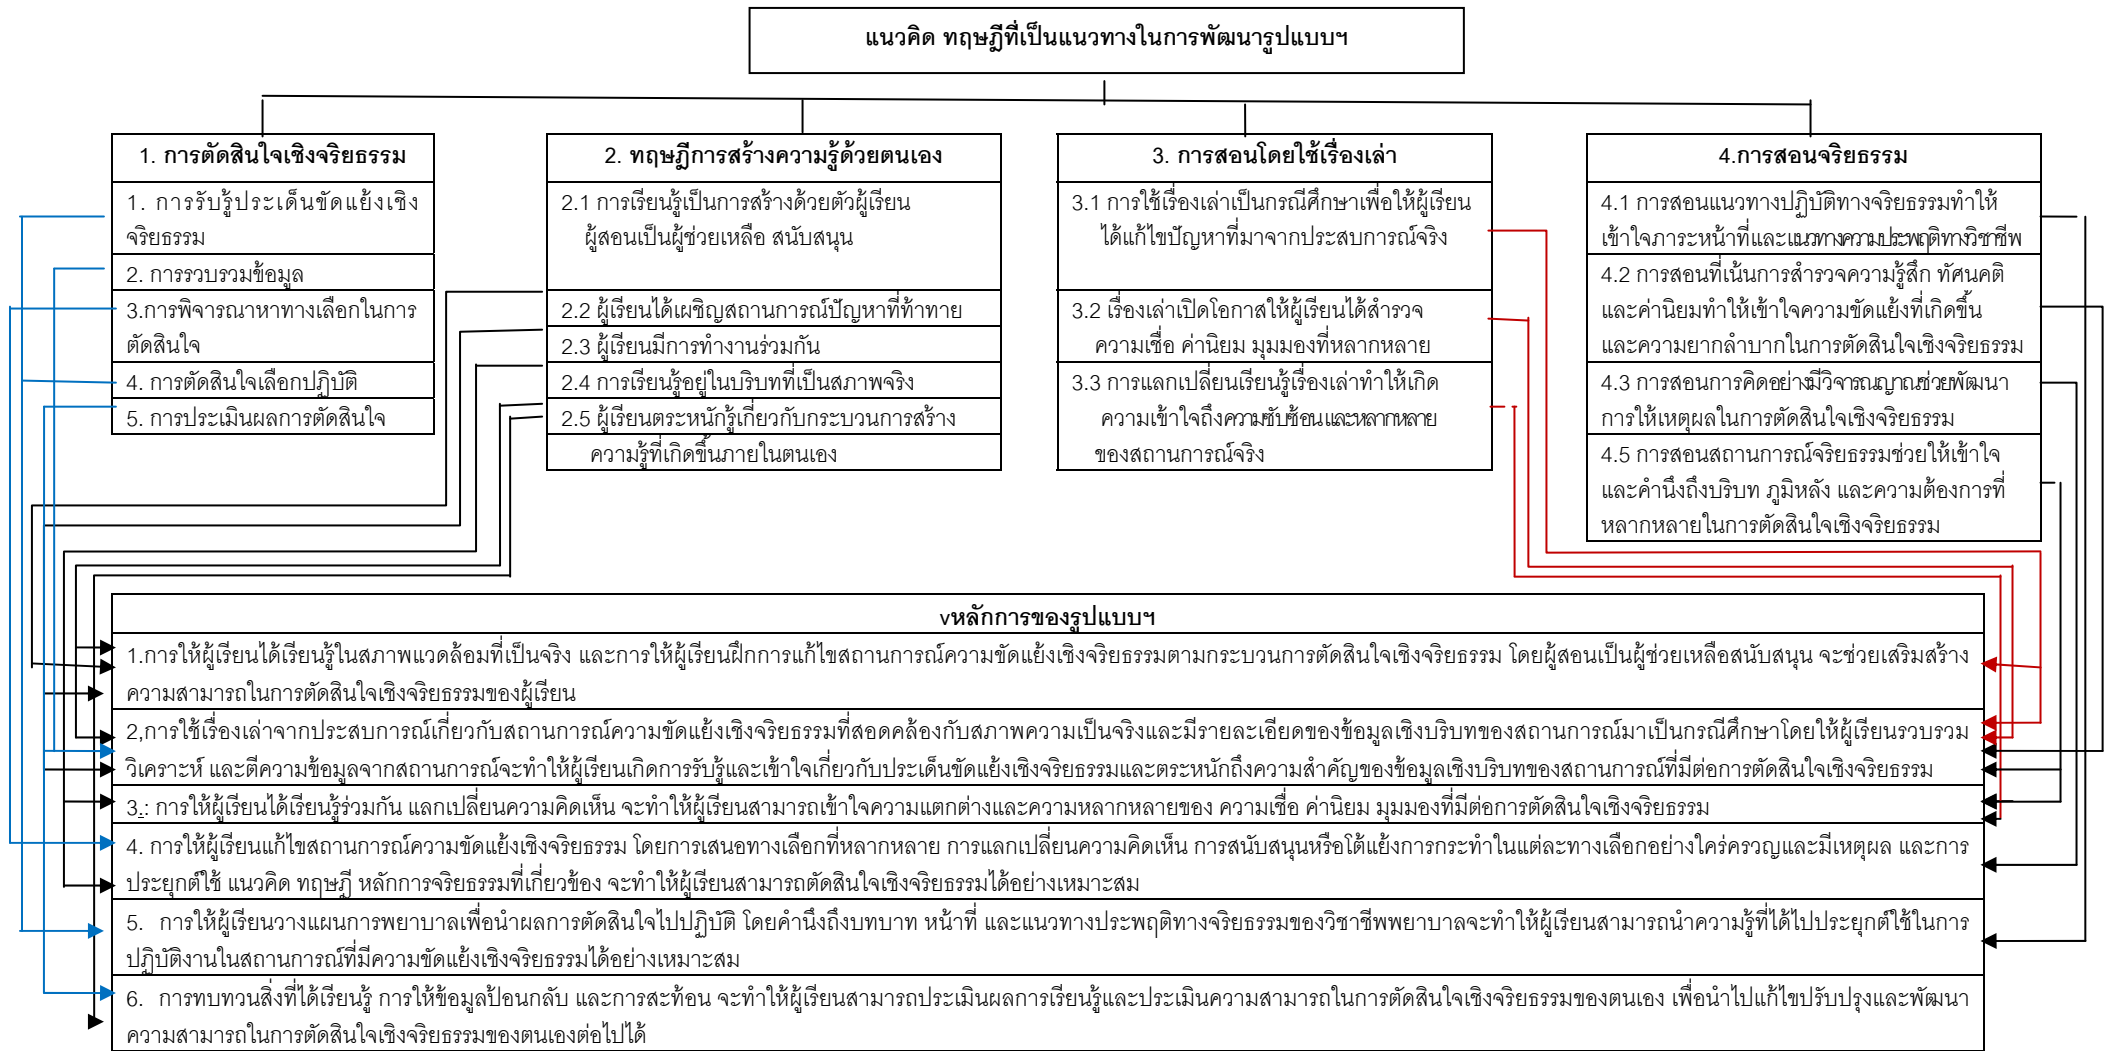 แนวคิด ทฤษฎีที่เป็นแนวทางในการพัฒนารูปแบบฯ
1. การตัดสินใจเชิงจริยธรรม
1. การรับรู้ประเด็นขัดแย้งเชิง
จริยธรรม
2. การรวบรวมข้อมูล
3.การพิจารณาหาทางเลือกในการ
ตัดสินใจ
4. การตัดสินใจเลือกปฏิบัติ
5. การประเมินผลการตัดสินใจ
2. ทฤษฎีการสร้างความรู้ด้วยตนเอง
2.1 การเรียนรู้เป็นการสร้างด้วยตัวผู้เรียน
ผู้สอนเป็นผู้ช่วยเหลือ สนับสนุน
2.2 ผู้เรียนได้เผชิญสถานการณ์ปัญหาที่ท้าทาย
2.3 ผู้เรียนมีการทำงานร่วมกัน
2.4 การเรียนรู้อยู่ในบริบทที่เป็นสภาพจริง
2.5 ผู้เรียนตระหนักรู้เกี่ยวกับกระบวนการสร้าง
ความรู้ที่เกิดขึ้นภายในตนเอง
3. การสอนโดยใช้เรื่องเล่า
3.1 การใช้เรื่องเล่าเป็นกรณีศึกษาเพื่อให้ผู้เรียน
ได้แก้ไขปัญหาที่มาจากประสบการณ์จริง
3.2 เรื่องเล่าเปิดโอกาสให้ผู้เรียนได้สำรวจ
ความเชื่อ ค่านิยม มุมมองที่หลากหลาย
3.3 การแลกเปลี่ยนเรียนรู้เรื่องเล่าทำให้เกิด
ความเข้าใจถึงความซับซ้อนและหลากหลาย
ของสถานการณ์จริง
4.การสอนจริยธรรม
4.1 การสอนแนวทางปฏิบัติทางจริยธรรมทำให้
เข้าใจภาระหน้าที่และแนวทางความประพฤติทางวิชาชีพ
4.2 การสอนที่เน้นการสำรวจความรู้สึก ทัศนคติ
และค่านิยมทำให้เข้าใจความขัดแย้งที่เกิดขึ้น
และความยากลำบากในการตัดสินใจเชิงจริยธรรม
4.3 การสอนการคิดอย่างมีวิจารณญาณช่วยพัฒนา
การให้เหตุผลในการตัดสินใจเชิงจริยธรรม
4.5 การสอนสถานการณ์จริยธรรมช่วยให้เข้าใจ
และคำนึงถึงบริบท ภูมิหลัง และความต้องการที่
หลากหลายในการตัดสินใจเชิงจริยธรรม
vหลักการของรูปแบบฯ
1.การให้ผู้เรียนได้เรียนรู้ในสภาพแวดล้อมที่เป็นจริง และการให้ผู้เรียนฝึกการแก้ไขสถานการณ์ความขัดแย้งเชิงจริยธรรมตามกระบวนการตัดสินใจเชิงจริยธรรม โดยผู้สอนเป็นผู้ช่วยเหลือสนับสนุน จะช่วยเสริมสร้าง
ความสามารถในการตัดสินใจเชิงจริยธรรมของผู้เรียน
2,การใช้เรื่องเล่าจากประสบการณ์เกี่ยวกับสถานการณ์ความขัดแย้งเชิงจริยธรรมที่สอดคล้องกับสภาพความเป็นจริงและมีรายละเอียดของข้อมูลเชิงบริบทของสถานการณ์มาเป็นกรณีศึกษาโดยให้ผู้เรียนรวบรวม
วิเคราะห์ และตีความข้อมูลจากสถานการณ์จะทำให้ผู้เรียนเกิดการรับรู้และเข้าใจเกี่ยวกับประเด็นขัดแย้งเชิงจริยธรรมและตระหนักถึงความสำคัญของข้อมูลเชิงบริบทของสถานการณ์ที่มีต่อการตัดสินใจเชิงจริยธรรม
3.: การให้ผู้เรียนได้เรียนรู้ร่วมกัน แลกเปลี่ยนความคิดเห็น จะทำให้ผู้เรียนสามารถเข้าใจความแตกต่างและความหลากหลายของ ความเชื่อ ค่านิยม มุมมองที่มีต่อการตัดสินใจเชิงจริยธรรม
4. การให้ผู้เรียนแก้ไขสถานการณ์ความขัดแย้งเชิงจริยธรรม โดยการเสนอทางเลือกที่หลากหลาย การแลกเปลี่ยนความคิดเห็น การสนับสนุนหรือโต้แย้งการกระทำในแต่ละทางเลือกอย่างใคร่ครวญและมีเหตุผล และการ
ประยุกต์ใช้ แนวคิด ทฤษฎี หลักการจริยธรรมที่เกี่ยวข้อง จะทำให้ผู้เรียนสามารถตัดสินใจเชิงจริยธรรมได้อย่างเหมาะสม
5. การให้ผู้เรียนวางแผนการพยาบาลเพื่อนำผลการตัดสินใจไปปฏิบัติ โดยคำนึงถึงบทบาท หน้าที่ และแนวทางประพฤติทางจริยธรรมของวิชาชีพพยาบาลจะทำให้ผู้เรียนสามารถนำความรู้ที่ได้ไปประยุกต์ใช้ในการ
ปฏิบัติงานในสถานการณ์ที่มีความขัดแย้งเชิงจริยธรรมได้อย่างเหมาะสม
6. การทบทวนสิ่งที่ได้เรียนรู้ การให้ข้อมูลป้อนกลับ และการสะท้อน จะทำให้ผู้เรียนสามารถประเมินผลการเรียนรู้และประเมินความสามารถในการตัดสินใจเชิงจริยธรรมของตนเอง เพื่อนำไปแก้ไขปรับปรุงและพัฒนา
ความสามารถในการตัดสินใจเชิงจริยธรรมของตนเองต่อไปได้